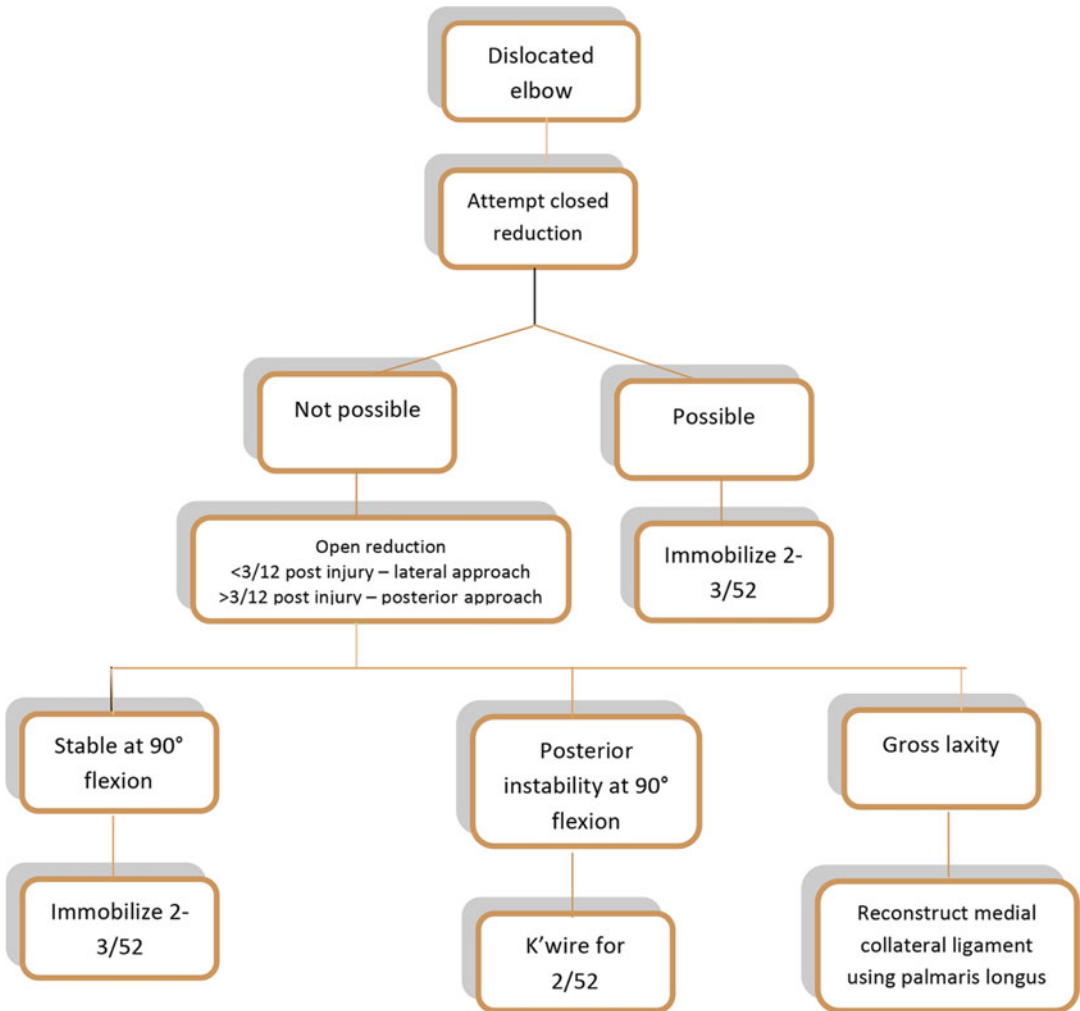 Dislocated
elbow
Attempt closed
reduction
Not possible
Possible
Open reduction
<3/12 post injury – lateral approach
>3/12 post injury – posterior approach
Immobilize 2-
3/52
Stable at 90°
flexion
Posterior
instability at 90°
flexion
Gross laxity
Immobilize 2-
3/52
K’wire for
2/52
Reconstruct medial
collateral ligament
using palmaris longus